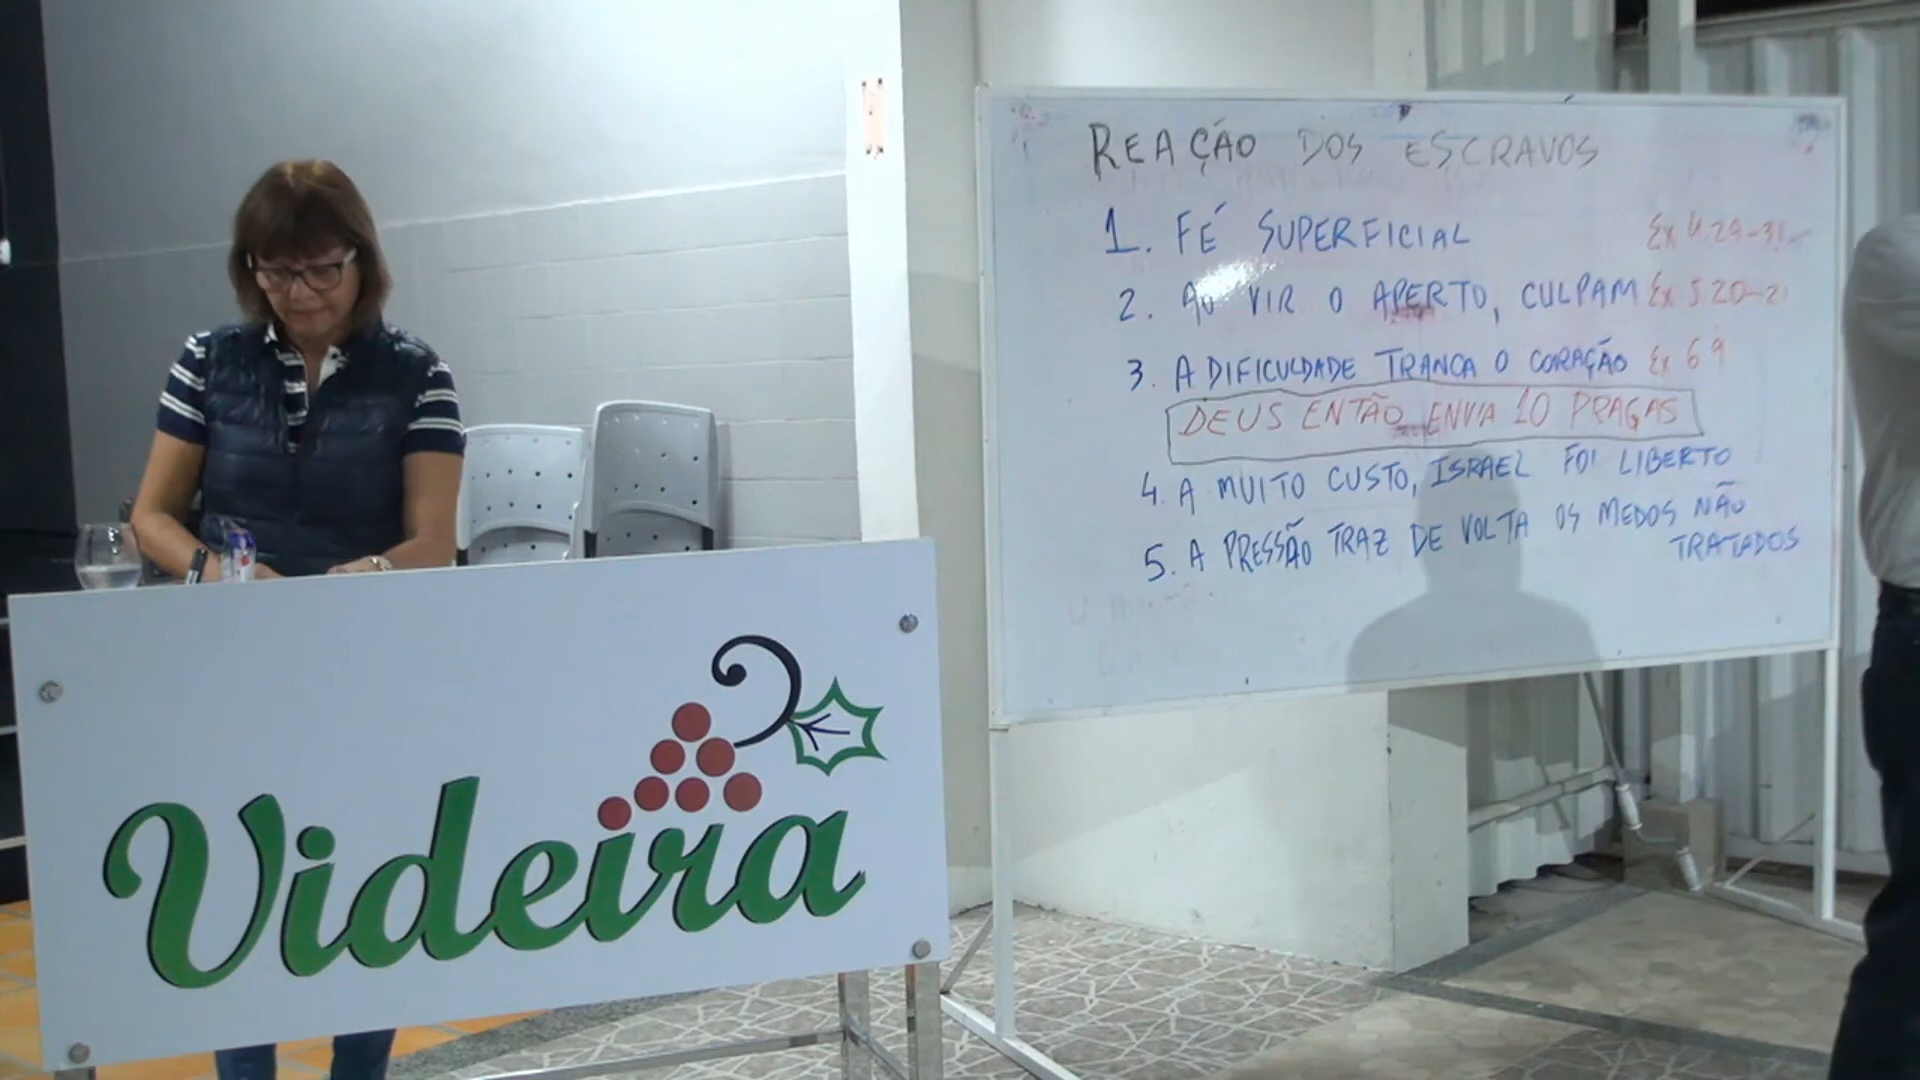 REAÇÃO DOS ESCRAVOS
1. FÉ SUPERFICIAL Ex 4.29-31
2. AO VIR O APERTO, CULPAM Ex 5.20-21
3. A DIFICULDADE TRANCA O CORAÇÃO Ex 6.9
DEUS ENTÃO ENVIA 10 PRAGAS
4. A MUITO CUSTO, ISRAEL FOI LIBERTO
5. A PRESSÃO TRAZ DE VOLTA OS MEDOS NÃO
TRATADOS
Videira